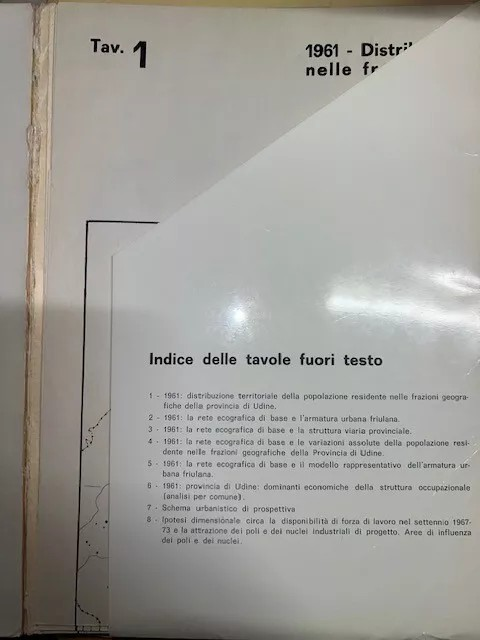 Tav. 1
1961 - Distri
nelle fr
Indice delle tavole fuori testo
1 - 1961: distribuzione territoriale della popolazione residente nelle frazioni geogra-
fiche della provincia di Udine.
2 - 1961: la rete ecografica di base e l'armatura urbana friulana.
3 - 1961: la rete ecografica di base e la struttura viaria provinciale.
4 - 1961: la rete ecografica di base e le variazioni assolute della popolazione resi-
dente nelle frazioni geografiche della Provincia di Udine.
5 - 1961: la rete ecografica di base e il modello rappresentativo dell'armatura ur-
bana friulana.
6 - 1961: provincia di Udine: dominanti economiche della struttura occupazionale
(analisi per comune).
7 - Schema urbanistico di prospettiva
8 - Ipotesi dimensionale circa la disponibilità di forza di lavoro nel settennio 1967-
73 e la attrazione dei poli e dei nuclei industriali di progetto. Aree di influenza
dei poli e dei nuclei.